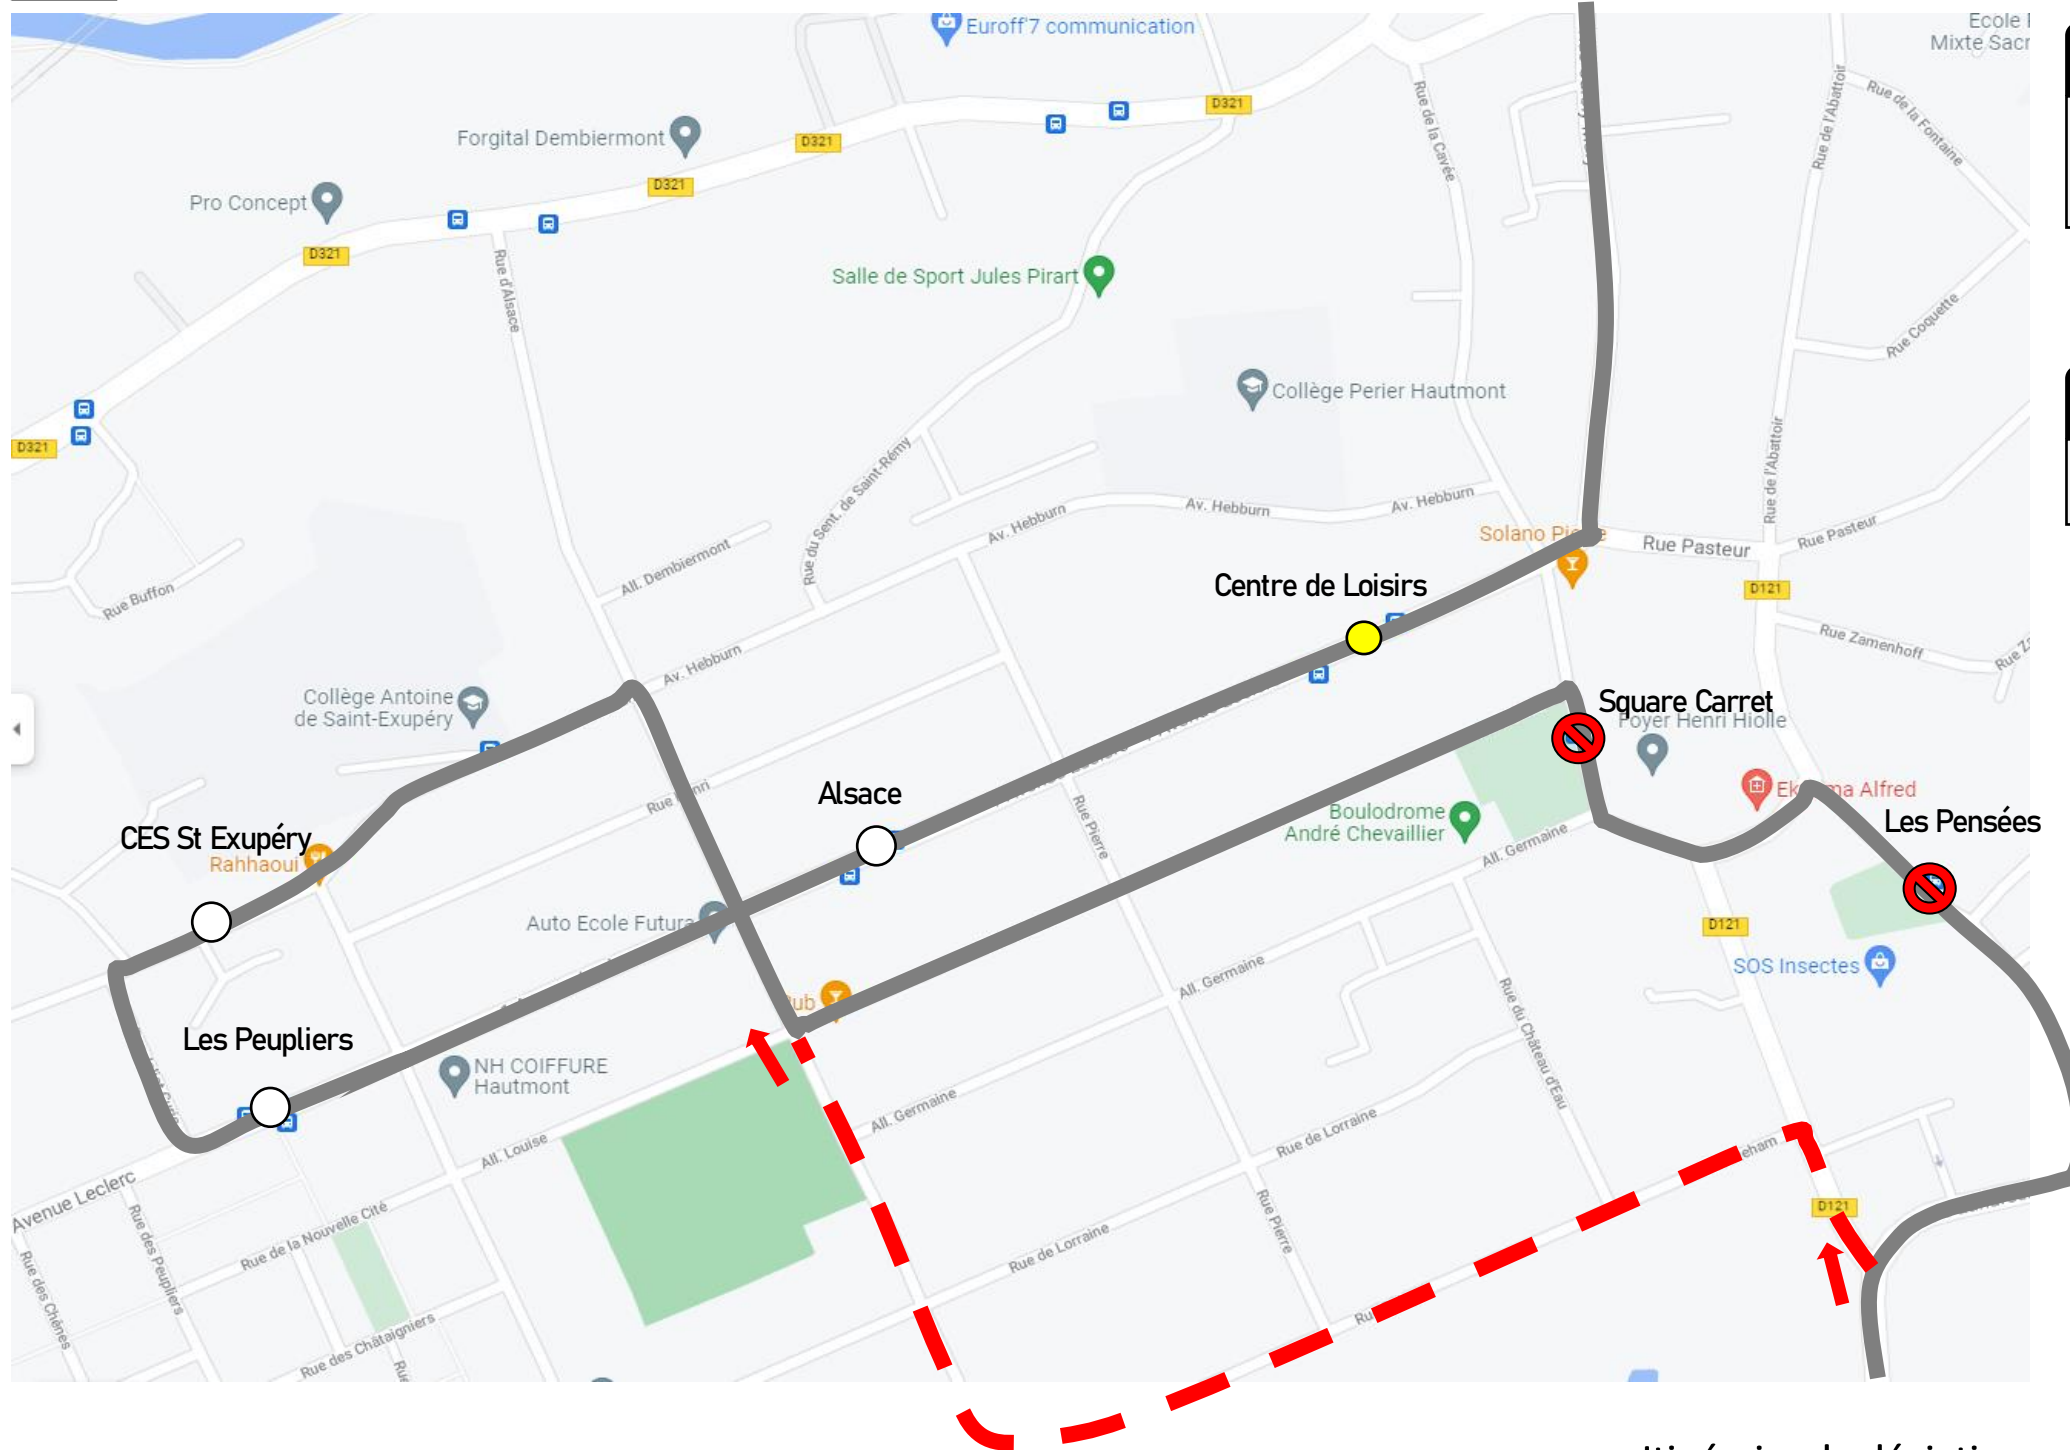 Euroff'7 communication
Mixte Sacr
D321
Forgital Dembiermont
D321
Pro Concept
D321
D321
Rue d'Alsace
Rue de la Cavée
Rue de l'Abattoir
Rue de la Fontaine
Salle de Sport Jules Pirart
Rue Coquette
Collège Perier Hautmont
D321
Rue du Sent. de Saint-Rémy
Av. Hebburn
Av. Hebburn
Av. Hebburn
Rue de l'Abattoir
Rue Pasteur
Rue Pasteur
Solano
All. Dembiermont
Rue Buffon
Centre de Loisirs
D121
Rue Zamenhoff
Av. Hebburn
Collège Antoine
de Saint-Exupéry
Square Carret
Foyer Henri Hiolle
Alsace
Rue
Rue Pierre
Boulodrome
André Chevaillier
Alfred
Les Pensées
CES St Exupéry
Rahhaoui
All. Germaine
Auto Ecole Futura
D121
SOS Insectes
All. Germaine
Rue du Château d'Eau
Les Peupliers
NH COIFFURE
Hautmont
All. Germaine
Rue de Lorraine
All. Louise
Avenue Leclerc
D121
Rue de la Nouvelle Cité
Rue des Peupliers
Rue de Lorraine
Rue Pierre
Rue des Chênes
Rue des Châtaigniers